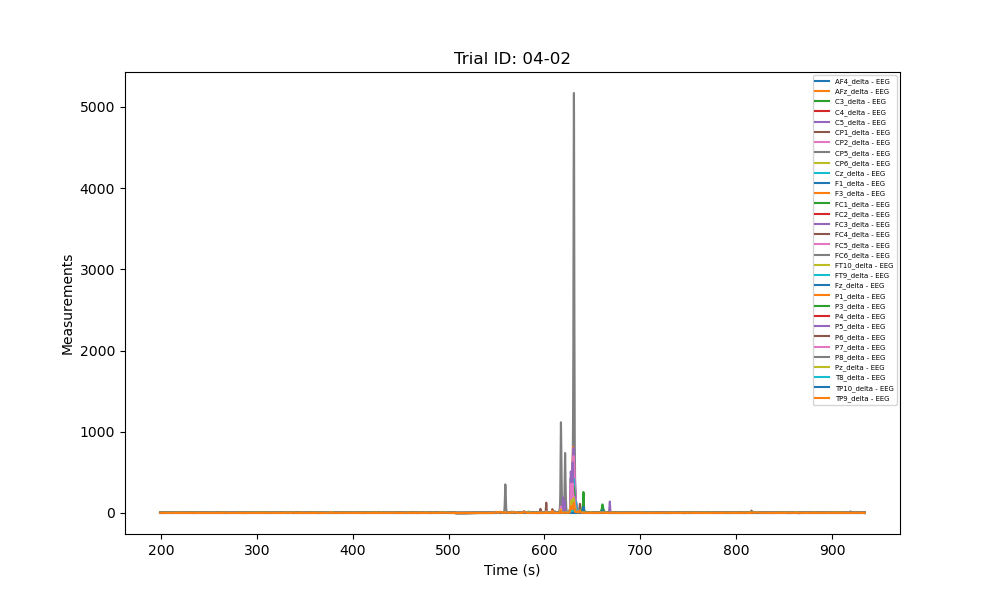 Trial ID: 04-02
Measurements
5000
4000
3000
2000
1000
0
200
300
400
500
600
700
800
900
Time (s)
AF4_delta - EEG
AFz_delta - EEG
C3_delta - EEG
C4_delta - EEG
C5_delta - EEG
CP1_delta - EEG
CP2_delta - EEG
CP5_delta - EEG
CP6_delta - EEG
Cz_delta - EEG
F1_delta - EEG
F3_delta - EEG
FC1_delta - EEG
FC2_delta - EEG
FC3_delta - EEG
FC4_delta - EEG
FC5_delta - EEG
FC6_delta - EEG
FT10_delta - EEG
FT9_delta - EEG
Fz_delta - EEG
P1_delta - EEG
P3_delta - EEG
P4_delta - EEG
P5_delta - EEG
P6_delta - EEG
P7_delta - EEG
P8_delta - EEG
Pz_delta - EEG
T8_delta - EEG
TP10_delta - EEG
TP9_delta - EEG